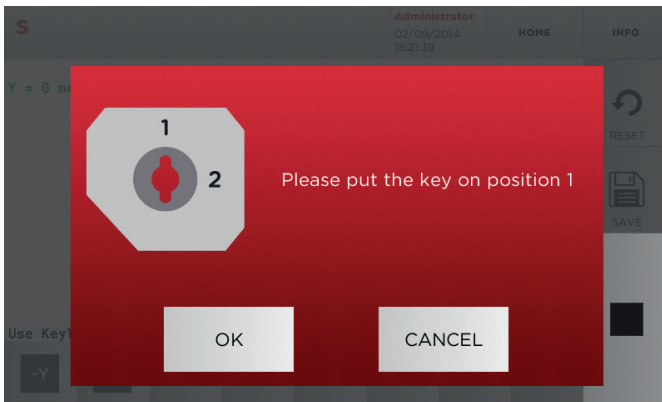 S
Administrator
02/09/2014
15:21:39
HOME
INFO
Y = 0
RESET
SAVE
1
2
Please put the key on position 1
OK
CANCEL
Use
-Y